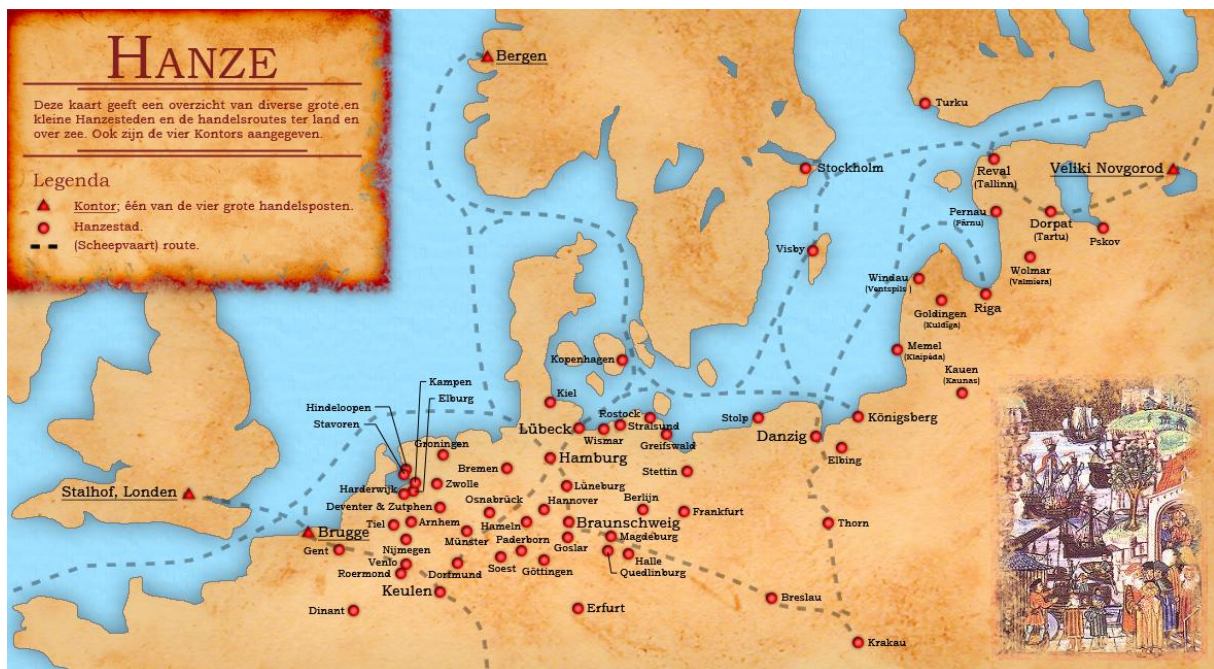 HANZE
Deze kaart geeft een overzicht van diverse grote en
kleine Hanzesteden en de handelsroutes ter land en
over zee. Ook zijn de vier Kontors aangegeven.
Legenda
Kontor; één van de vier grote handelsposten.
Hanzestad.
(Scheepvaart) route.
Bergen
Turku
Stockholm
Reval
(Tallinn)
Veliki Novgorod
Pernau
(Pärnu)
Dorpat
(Tartu)
Pskov
Visby
Wolmar
(Valmiera)
Windau
(Ventspils )
Goldingen
(Kuldiga)
Riga
Memel
(Klaipėda)
Kopenhagen
Kauen
(Kaunas)
Kampen
Elburg
Hindeloopen
Stavoren
Kiel
Rostock
Stralsund
Lübeck
Wismar
Greifswald
Stolp
Danzig
Königsberg
Elbing
Groningen
Bremen
Hamburg
Stettin
Harderwijk
Zwolle
Lüneburg
Stalhof, Londen
Osnabrück
Deventer & Zutphen
Hannover
Berlijn
Frankfurt
Tiel
Arnhem
Hameln
Braunschweig
Thorn
Brugge
Gent
Nijmegen
Münster
Paderborn
Goslar
Magdeburg
Venlo
Roermond
Dortmund
Soest
Göttingen
Halle
Quedlinburg
Keulen
Dinant
Erfurt
Breslau
Krakau